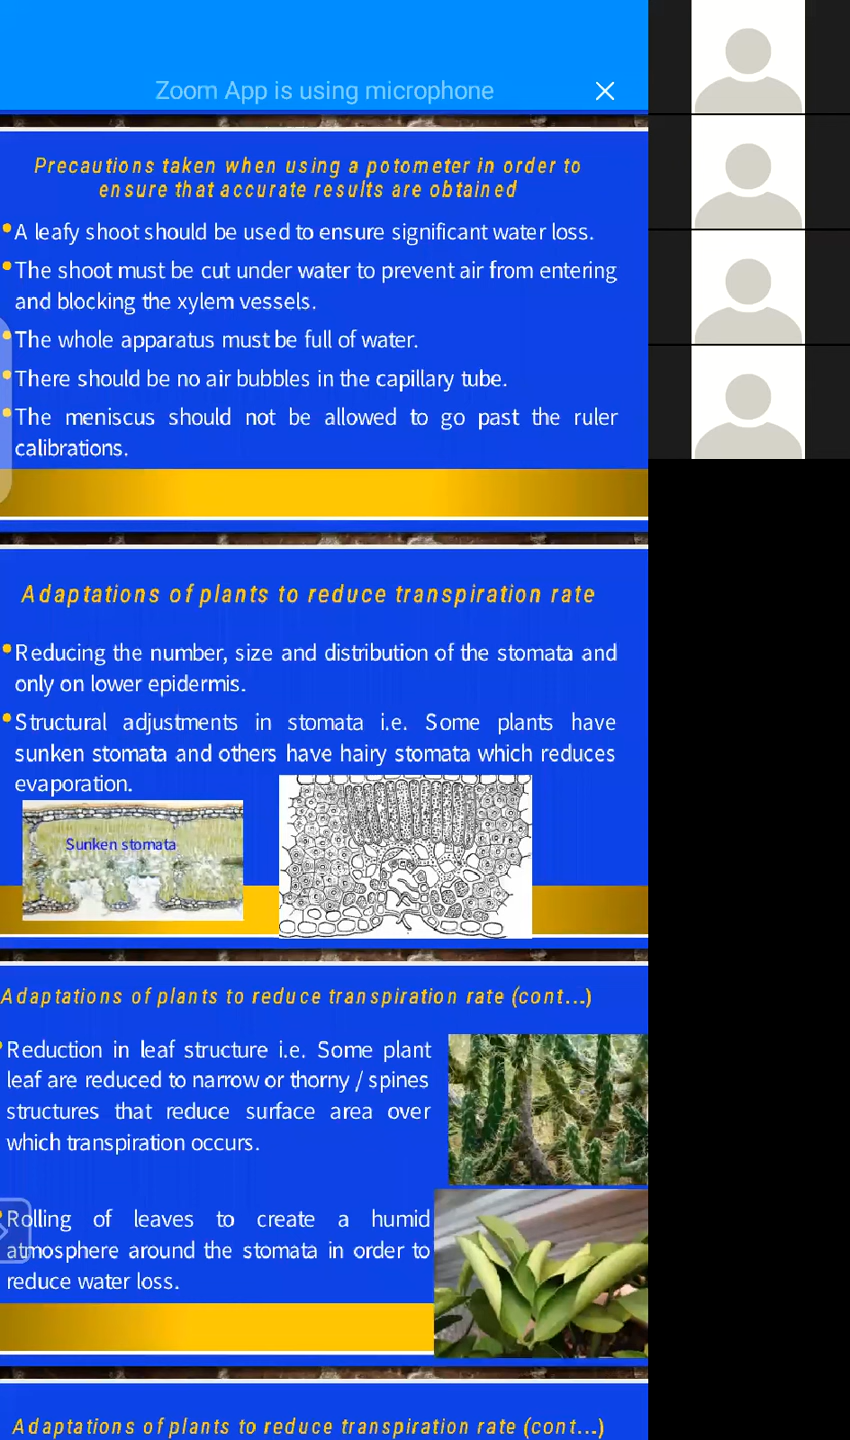 Zoom App is using microphone
Precautions taken when using a potometer in order to
ensure that accurate results are obtained
•A leafy shoot should be used to ensure significant water loss.
•The shoot must be cut under water to prevent air from entering
and blocking the xylem vessels.
•The whole apparatus must be full of water.
•There should be no air bubbles in the capillary tube.
•The meniscus should not be allowed to go past the ruler
calibrations.
Adaptations of plants to reduce transpiration rate
•Reducing the number, size and distribution of the stomata and
only on lower epidermis.
•Structural adjustments in stomata i.e. Some plants have
sunken stomata and others have hairy stomata which reduces
evaporation.
Sunken stomata
Adaptations of plants to reduce transpiration rate (cont...)
•Reduction in leaf structure i.e. Some plant
leaf are reduced to narrow or thorny / spines
structures that reduce surface area over
which transpiration occurs.
•Rolling of leaves to create a humid
atmosphere around the stomata in order to
reduce water loss.
Adaptations of plants to reduce transpiration rate (cont...)